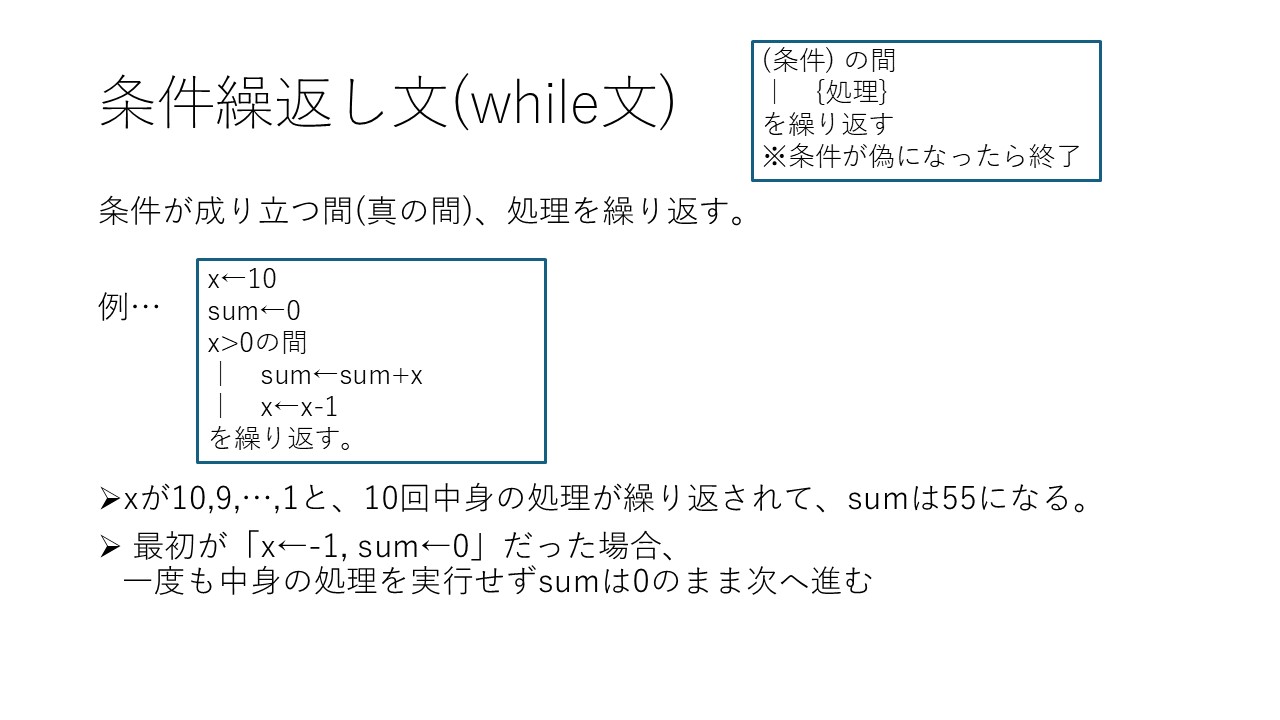 条件繰返し文(while文)
(条件) の間
｜　{処理}
を繰り返す
※条件が偽になったら終了
条件が成り立つ間(真の間)、処理を繰り返す。
例…
x←10
sum←0
x>0の間
｜　sum←sum+x
｜　x←x-1
を繰り返す。
➢xが10,9,…,1と、10回中身の処理が繰り返されて、sumは55になる。
➢ 最初が「x←-1, sum←0」だった場合、
一度も中身の処理を実行せずsumは0のまま次へ進む